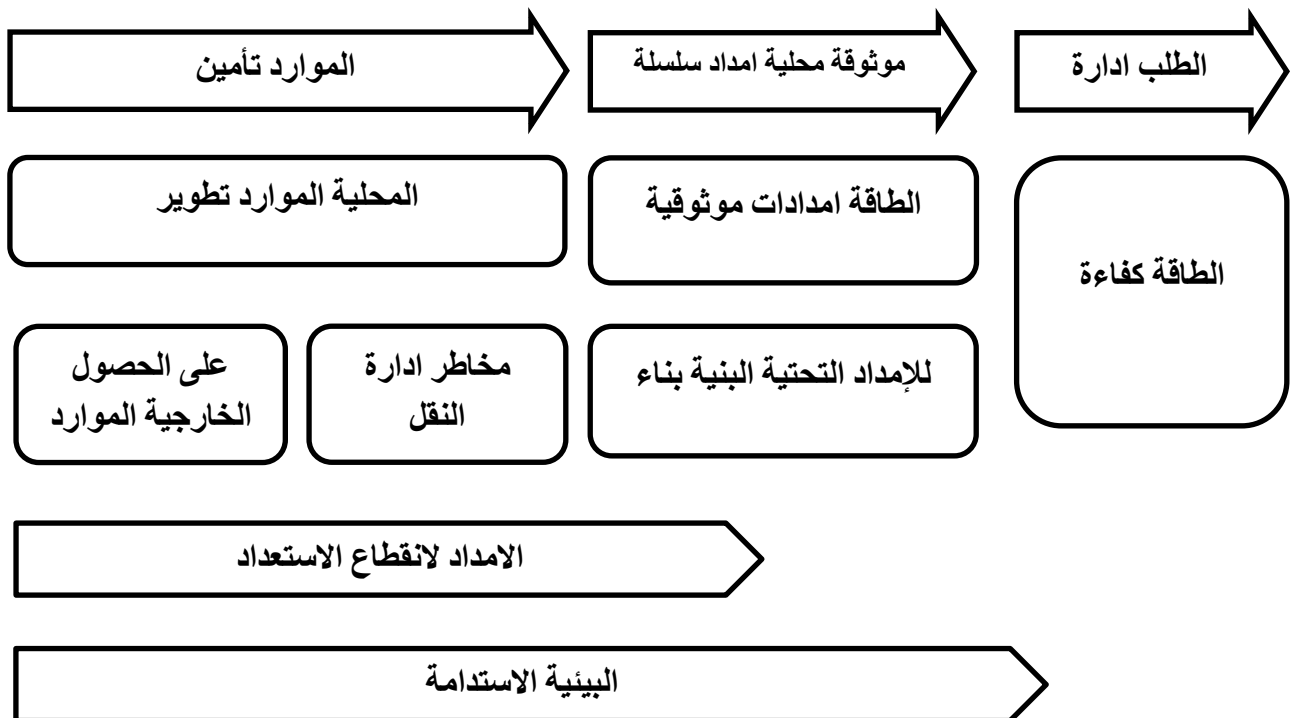 الموارد تأمين
موثوقة محلية امداد سلسلة
الطلب ادارة
المحلية الموارد تطوير
الطاقة امدادات موثوقية
الطاقة كفاءة
على الحصول
الخارجية الموارد
مخاطر ادارة
النقل
للإمداد التحتية البنية بناء
الامداد لانقطاع الاستعداد
البيئية الاستدامة